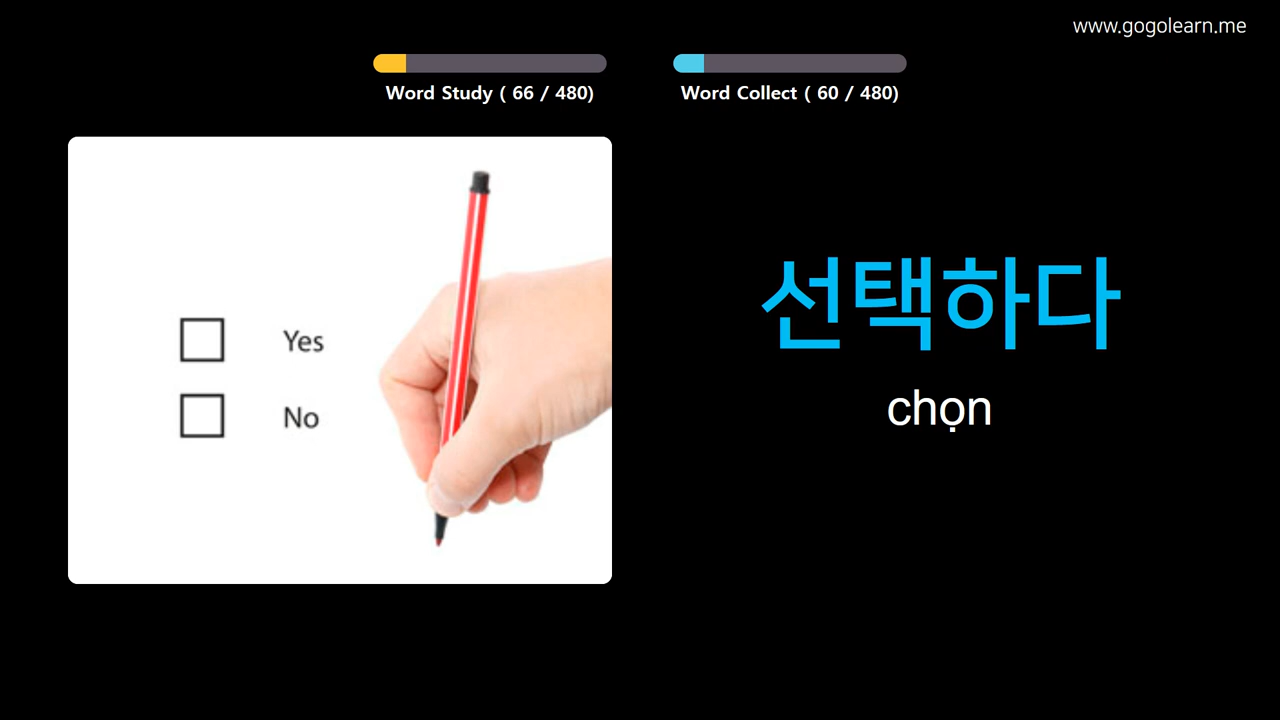 www.gogolearn.me
Word Study ( 66 / 480)
Word Collect ( 60 / 480)
Yes
No
선택하다
chọn